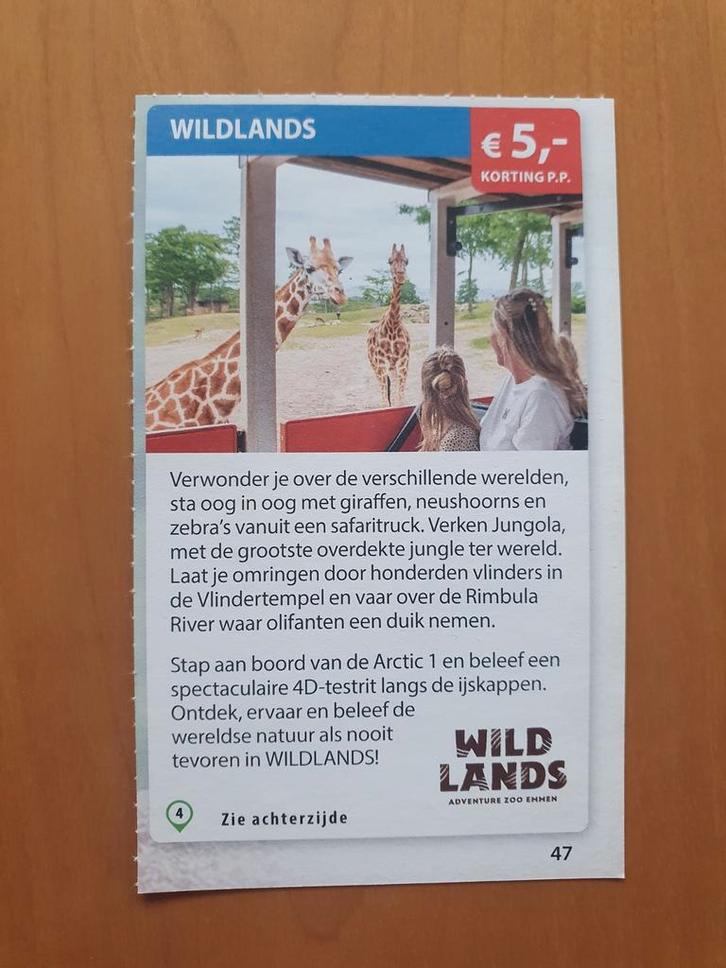 WILDLANDS
€ 5,-
KORTING P.P.
Verwonder je over de verschillende werelden,
sta oog in oog met giraffen, neushoorns en
zebra's vanuit een safaritruck. Verken Jungola,
met de grootste overdekte jungle ter wereld.
Laat je omringen door honderden vlinders in
de Vlindertempel en vaar over de Rimbula
River waar olifanten een duik nemen.
Stap aan boord van de Arctic 1 en beleef een
spectaculaire 4D-testrit langs de ijskappen.
Ontdek, ervaar en beleef de
wereldse natuur als nooit
tevoren in WILDLANDS!
WILD
LANDS
ADVENTURE ZOO EMMEN
4
Zie achterzijde
47